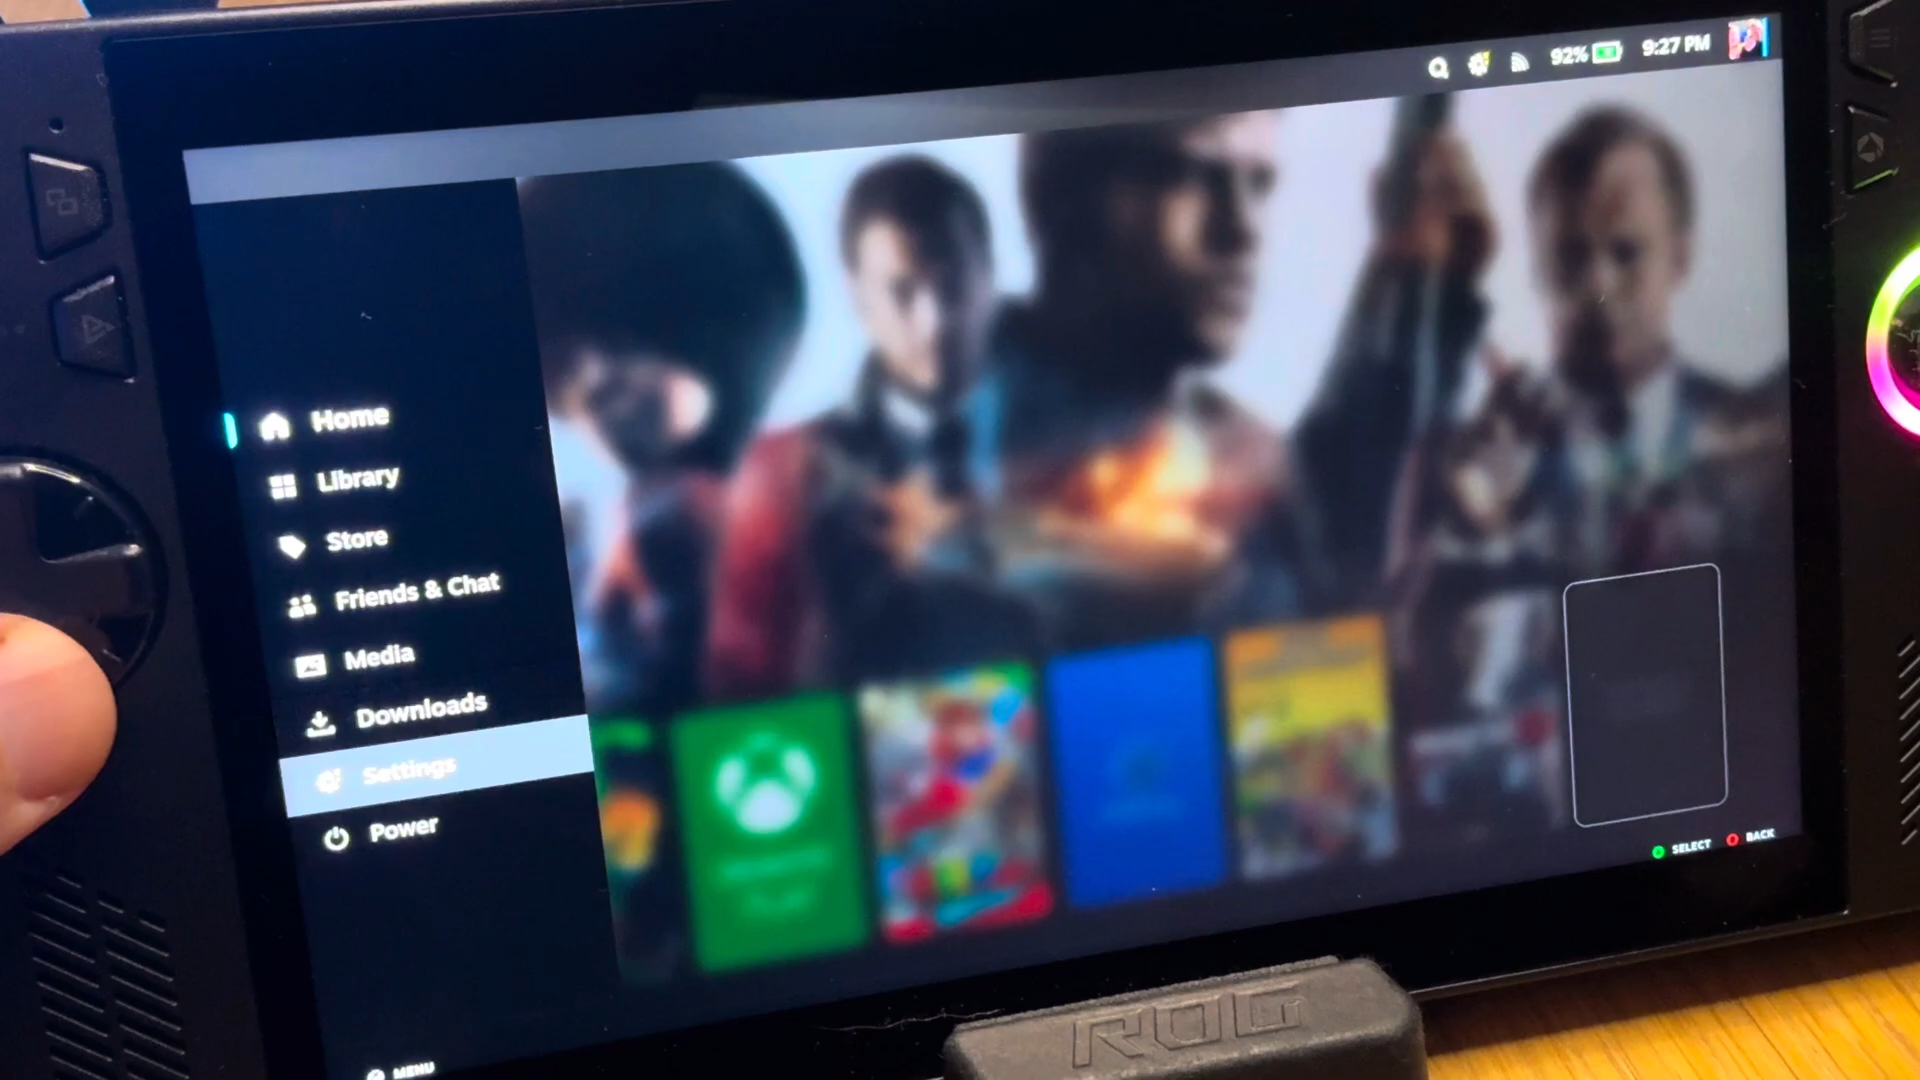 92%
9:27 PM
Home
Library
Store
Friends & Chat
Media
Downloads
Settings
Power
SELECT
BACK
MENU
ROG